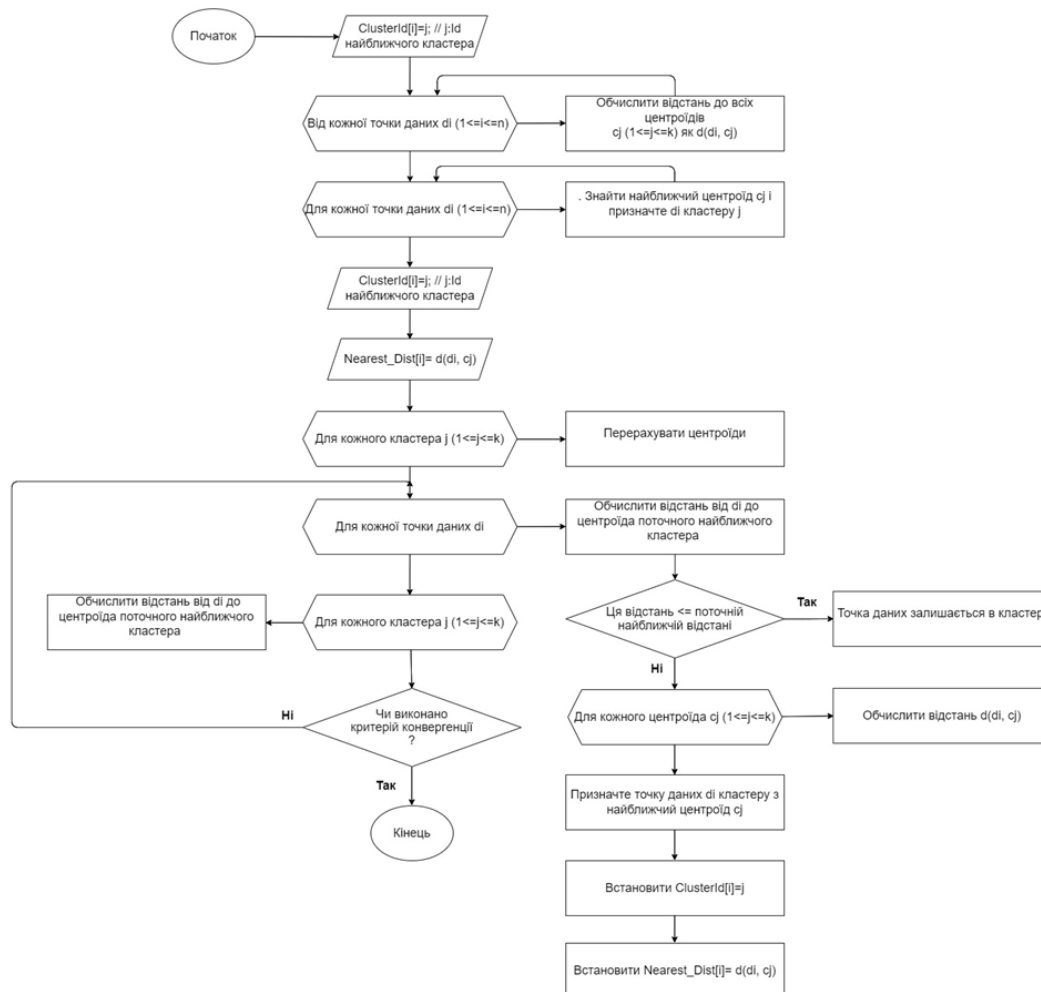 Початок
ClusterId[i]=j; // j:Id
найближчого кластера
Від кожної точки даних di (1<=i<=n)
Обчислити відстань до всіх
центроїдів
cj (1<=j<=k) як d(di, cj)
Для кожної точки даних di (1<=i<=n)
. Знайти найближчий центроїд cj і
призначте di кластеру j
ClusterId[i]=j; // j:Id
найближчого кластера
Nearest_Dist[i]= d(di, cj)
Для кожного кластера j (1<=j<=k)
Перерахувати центроїди
Для кожної точки даних di
Обчислити відстань від di до
центроїда поточного найближчого
кластера
Ця відстань <= поточній
найближчій відстані
Так
Точка даних залишається в кластері
Обчислити відстань від di до
центроїда поточного найближчого
кластера
Для кожного кластера j (1<=j<=k)
Ні
Для кожного центроїда cj (1<=j<=k)
Обчислити відстань d(di, cj)
Ні
Чи виконано
критерій конвергенції
?
Так
Кінець
Призначте точку даних di кластеру з
найближчий центроїд cj
Встановити ClusterId[i]=j
Встановити Nearest_Dist[i]= d(di, cj)